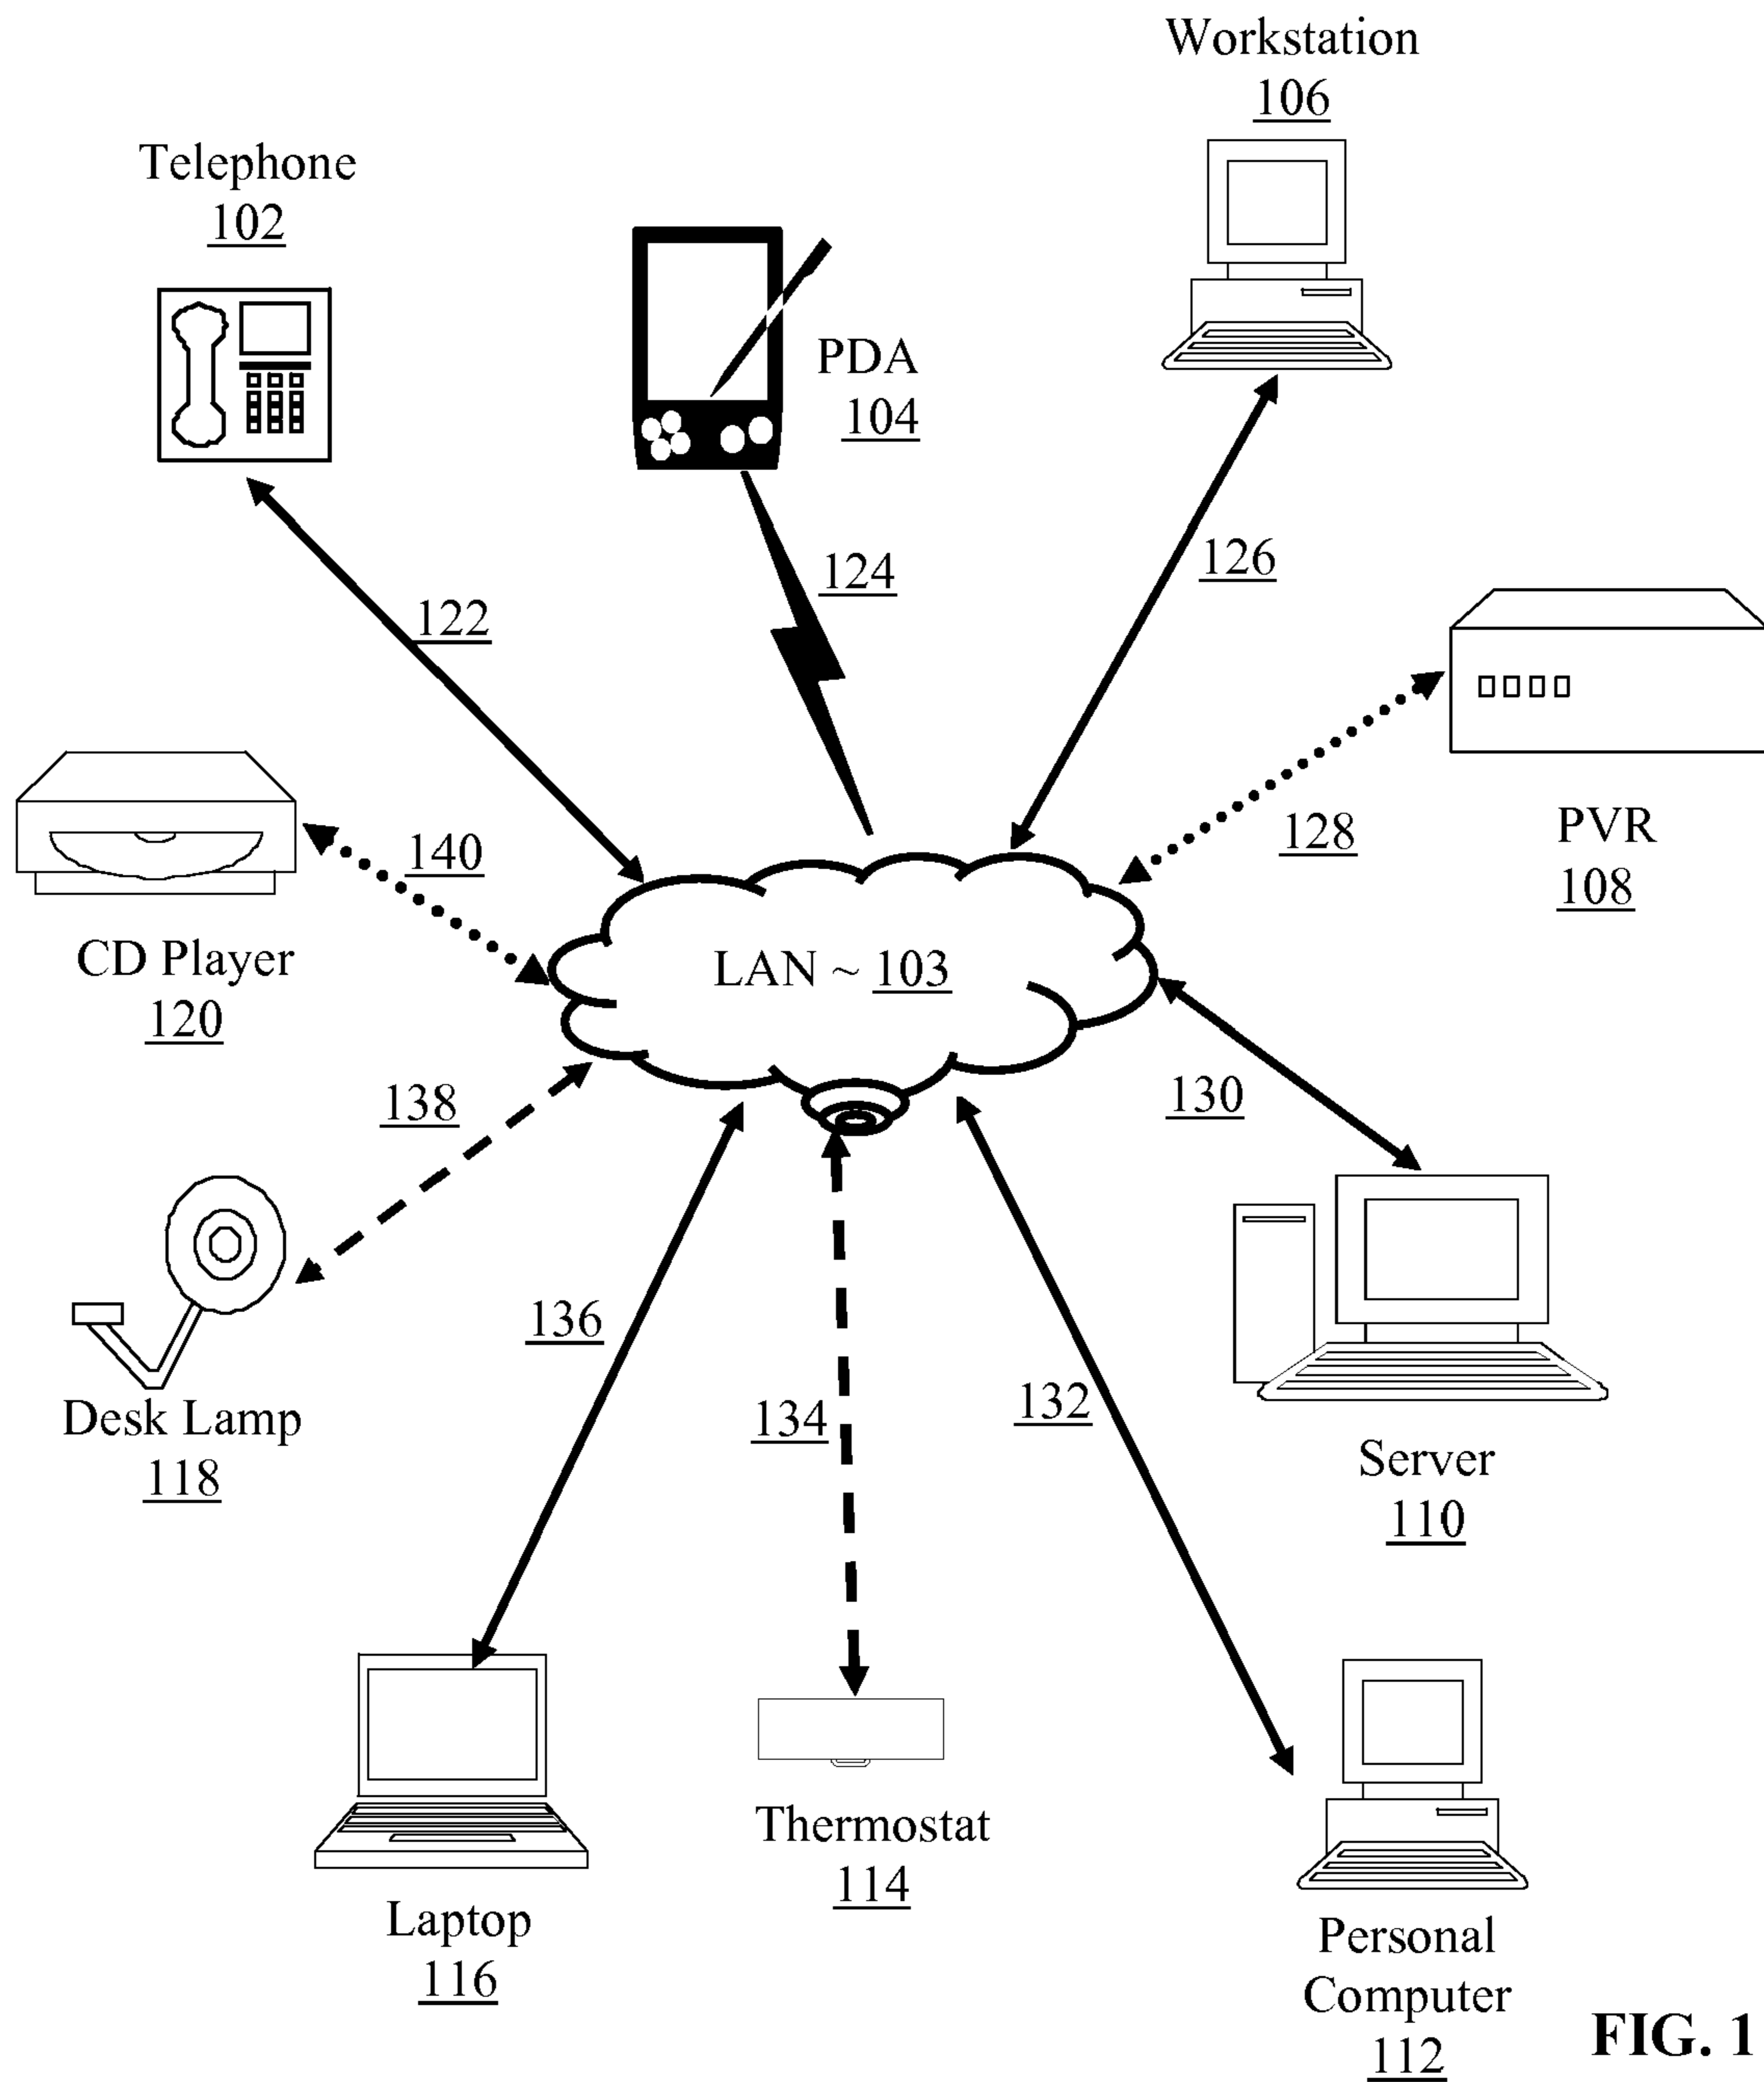 Workstation
106
Telephone
102
PDA
104
124
126
122
PVR
108
128
140
CD Player
120
LAN ~ 103
138
130
Desk Lamp
118
136
134
132
Server
110
Thermostat
114
Laptop
116
Personal
Computer
112
FIG. 1